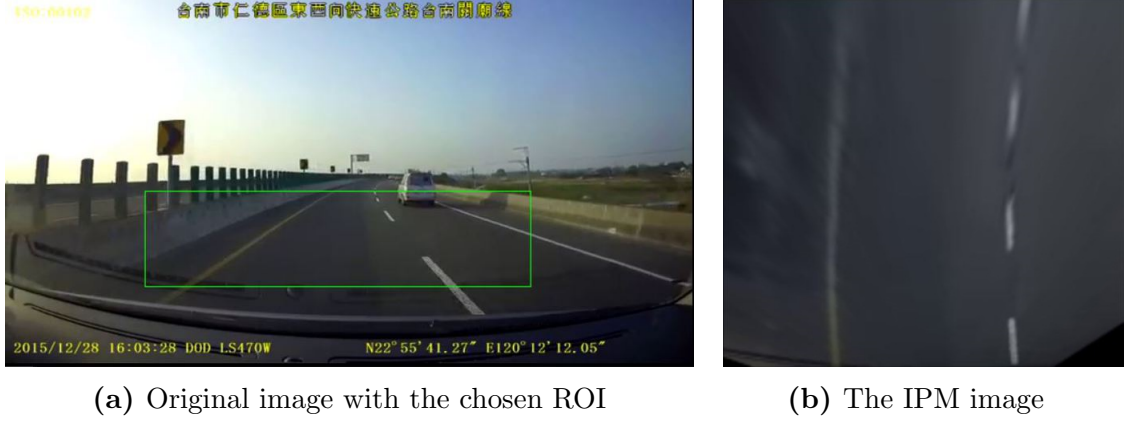 ISO:00102
台南市仁德區東西向快速公路台南關廟線
2015/12/28 16:03:28 DOD LS470W
N22°55'41.27" E120°12'12.05"
(a) Original image with the chosen ROI
(b) The IPM image